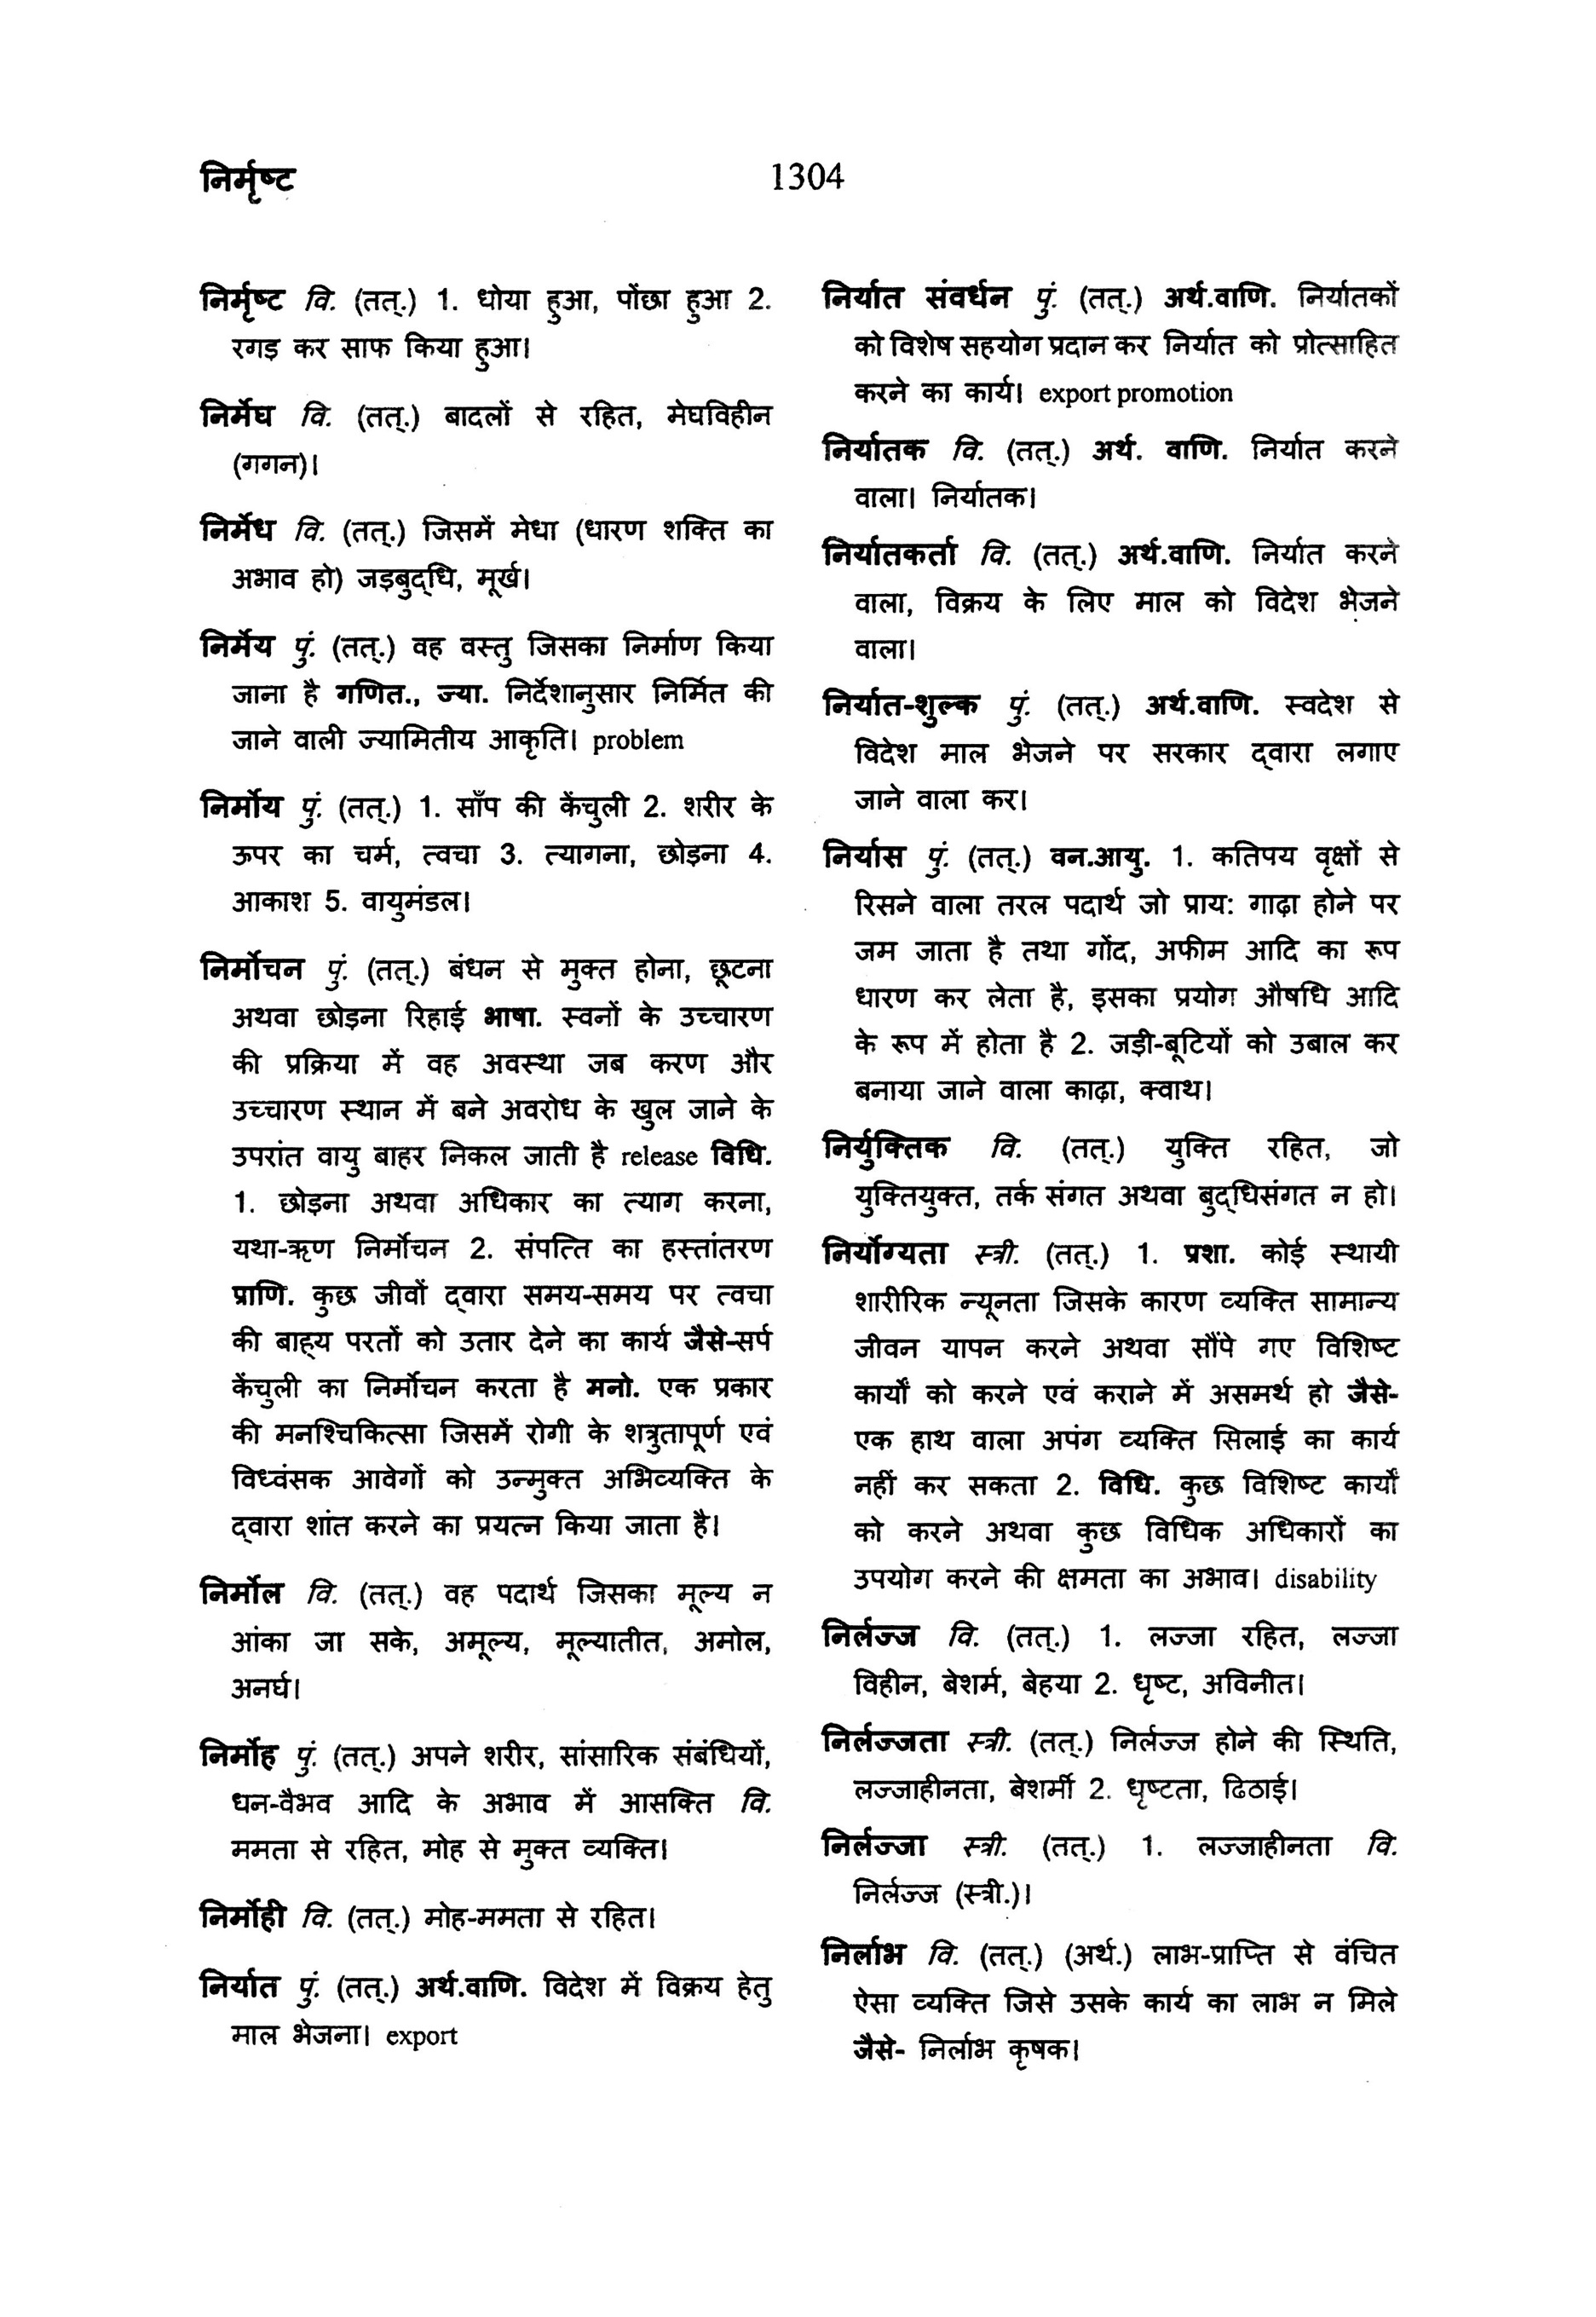 निर्मृष्ट
1304
निर्मृष्ट वि. (तत्.) 1. धोया हुआ, पोंछा हुआ 2.
रगड़ कर साफ किया हुआ।
निर्मेघ वि. (तत्.) बादलों से रहित, मेघविहीन
(गगन)।
निर्मेध वि. (तत्.) जिसमें मेधा (धारण शक्ति का
अभाव हो) जड़बुद्धि, मूर्ख।
निर्मेय पुं. (तत्.) वह वस्तु जिसका निर्माण किया
जाना है गणित., ज्या. निर्देशानुसार निर्मित की
जाने वाली ज्यामितीय आकृति। problem
निर्मोय पुं. (तत्.) 1. साँप की केंचुली 2. शरीर के
ऊपर का चर्म, त्वचा 3. त्यागना, छोड़ना 4.
आकाश 5. वायुमंडल।
निर्मोचन पुं. (तत्.) बंधन से मुक्त होना, छूटना
अथवा छोड़ना रिहाई भाषा. स्वनों के उच्चारण
की प्रक्रिया में वह अवस्था जब करण और
उच्चारण स्थान में बने अवरोध के खुल जाने के
उपरांत वायु बाहर निकल जाती है release विधि.
1. छोड़ना अथवा अधिकार का त्याग करना,
यथा-ऋण निर्मोचन 2. संपत्ति का हस्तांतरण
प्राणि. कुछ जीवों द्वारा समय-समय पर त्वचा
की बाह्य परतों को उतार देने का कार्य जैसे-सर्प
केंचुली का निर्मोचन करता है मनो. एक प्रकार
की मनश्चिकित्सा जिसमें रोगी के शत्रुतापूर्ण एवं
विध्वंसक आवेगों को उन्मुक्त अभिव्यक्ति के
द्वारा शांत करने का प्रयत्न किया जाता है।
निर्मोल वि. (तत्.) वह पदार्थ जिसका मूल्य न
आंका जा सके, अमूल्य, मूल्यातीत, अमोल,
अनर्घ।
निर्मोह पुं. (तत्.) अपने शरीर, सांसारिक संबंधियों,
धन-वैभव आदि के अभाव में आसक्ति वि.
ममता से रहित, मोह से मुक्त व्यक्ति।
निर्मोही वि. (तत्.) मोह-ममता से रहित।
निर्यात पुं. (तत्.) अर्थ.वाणि. विदेश में विक्रय हेतु
माल भेजना। export
निर्यात संवर्धन पुं. (तत्.) अर्थ.वाणि. निर्यातकों
को विशेष सहयोग प्रदान कर निर्यात को प्रोत्साहित
करने का कार्य। export promotion
निर्यातक वि. (तत्.) अर्थ. वाणि. निर्यात करने
वाला। निर्यातक।
निर्यातकर्ता वि. (तत्.) अर्थ.वाणि. निर्यात करने
वाला, विक्रय के लिए माल को विदेश भेजने
वाला।
निर्यात-शुल्क पुं. (तत्.) अर्थ.वाणि. स्वदेश से
विदेश माल भेजने पर सरकार द्वारा लगाए
जाने वाला कर।
निर्यास पुं. (तत्.) वन.आयु. 1. कतिपय वृक्षों से
रिसने वाला तरल पदार्थ जो प्राय: गाढ़ा होने पर
जम जाता है तथा गोंद, अफीम आदि का रूप
धारण कर लेता है, इसका प्रयोग औषधि आदि
के रूप में होता है 2. जड़ी-बूटियों को उबाल कर
बनाया जाने वाला काढ़ा, क्वाथ।
निर्युक्तिक वि. (तत्.) युक्ति रहित, जो
युक्तियुक्त, तर्क संगत अथवा बुद्धिसंगत न हो।
निर्योग्यता स्त्री. (तत्.) 1. प्रशा. कोई स्थायी
शारीरिक न्यूनता जिसके कारण व्यक्ति सामान्य
जीवन यापन करने अथवा सौंपे गए विशिष्ट
कार्यों को करने एवं कराने में असमर्थ हो जैसे-
एक हाथ वाला अपंग व्यक्ति सिलाई का कार्य
नहीं कर सकता 2. विधि. कुछ विशिष्ट कार्यों
को करने अथवा कुछ विधिक अधिकारों का
उपयोग करने की क्षमता का अभाव। disability
निर्लज्ज वि. (तत्.) 1. लज्जा रहित, लज्जा
विहीन, बेशर्म, बेहया 2. धृष्ट, अविनीत।
निर्लज्जता स्त्री. (तत्.) निर्लज्ज होने की स्थिति,
लज्जाहीनता, बेशर्मी 2. धृष्टता, ढिठाई।
निर्लज्जा स्त्री. (तत्.) 1. लज्जाहीनता वि.
निर्लज्ज (स्त्री.)।
निर्लाभ वि. (तत्.) (अर्थ.) लाभ-प्राप्ति से वंचित
ऐसा व्यक्ति जिसे उसके कार्य का लाभ न मिले
जैसे- निर्लाभ कृषक।